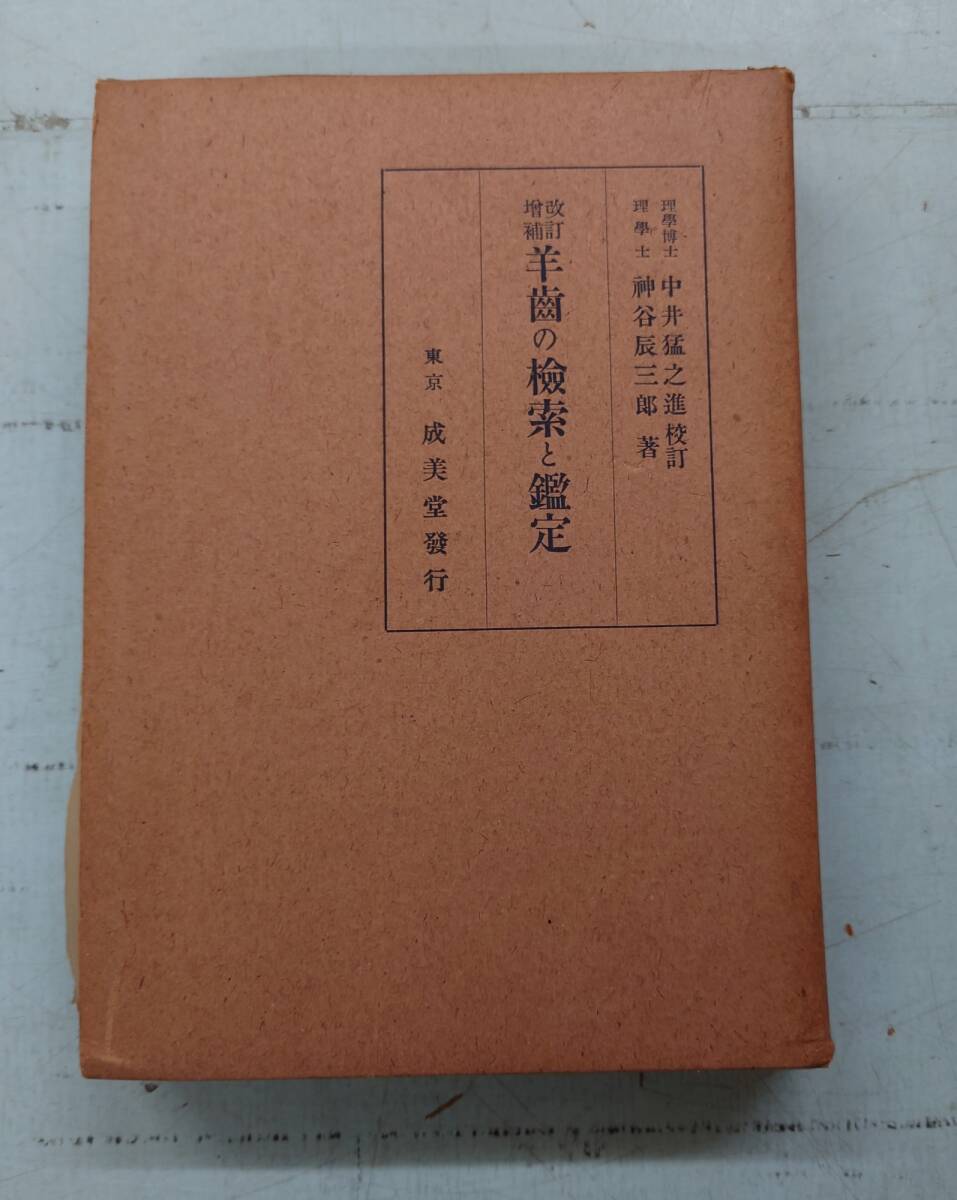 理學博士 中井猛之進 校訂
理學士 神谷辰三郎 著
改訂
增補
羊齒の檢索と鑑定
東京 成美堂發行